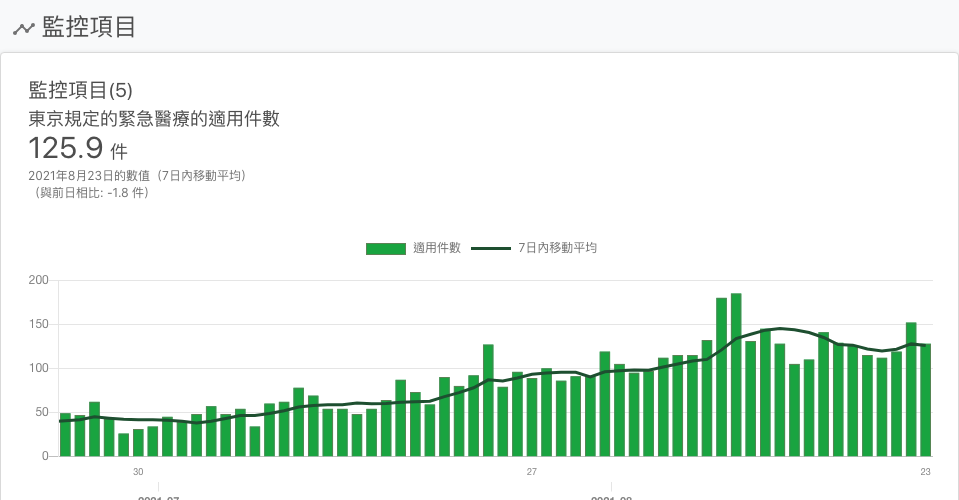 監控項目
監控項目(5)
東京規定的緊急醫療的適用件數
125.9 件
2021年8月23日的數值（7日內移動平均）
（與前日相比: -1.8 件）
適用件數 7日內移動平均
200
150
100
50
0
30 27 23
2021-07 2021-08